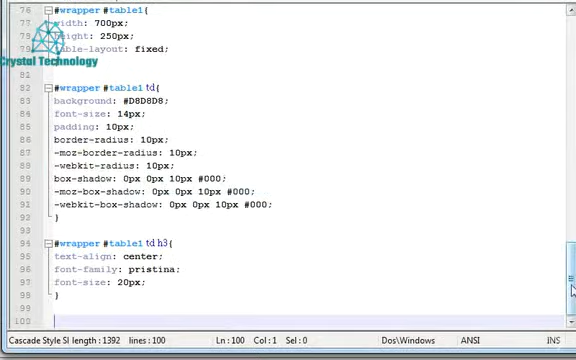 76 #wrapper #table1{
77 width: 700px;
78 height: 250px;
79 table-layout: fixed;
Crystal Technology
81
82 #wrapper #table1 td{
83 background: #D8D8D8;
84 font-size: 14px;
85 padding: 10px;
86 border-radius: 10px;
87 -moz-border-radius: 10px;
88 -webkit-radius: 10px;
89 box-shadow: 0px 0px 10px #000;
90 -moz-box-shadow: 0px 0px 10px #000;
91 -webkit-box-shadow: 0px 0px 10px #000;
92 }
93
94 #wrapper #table1 td h3{
95 text-align: center;
96 font-family: pristina;
97 font-size: 20px;
98 }
99
100
Cascade Style Sl length : 1392 lines : 100 Ln : 100 Col : 1 Sel : 0 Dos\Windows ANSI INS